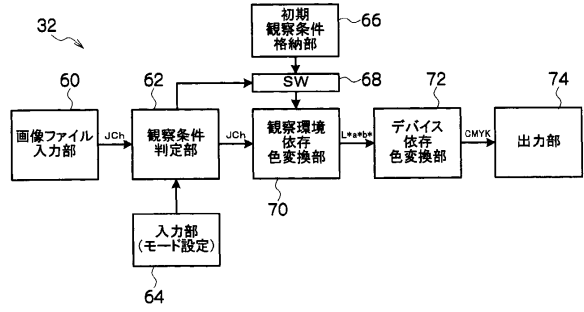 32
初期
観察条件
格納部
66
SW
68
60
62
72
74
画像ファイル
入力部
JCh
観察条件
判定部
JCh
観察環境
依存
色変換部
L*a*b*
デバイス
依存
色変換部
CMYK
出力部
70
入力部
(モード設定)
64